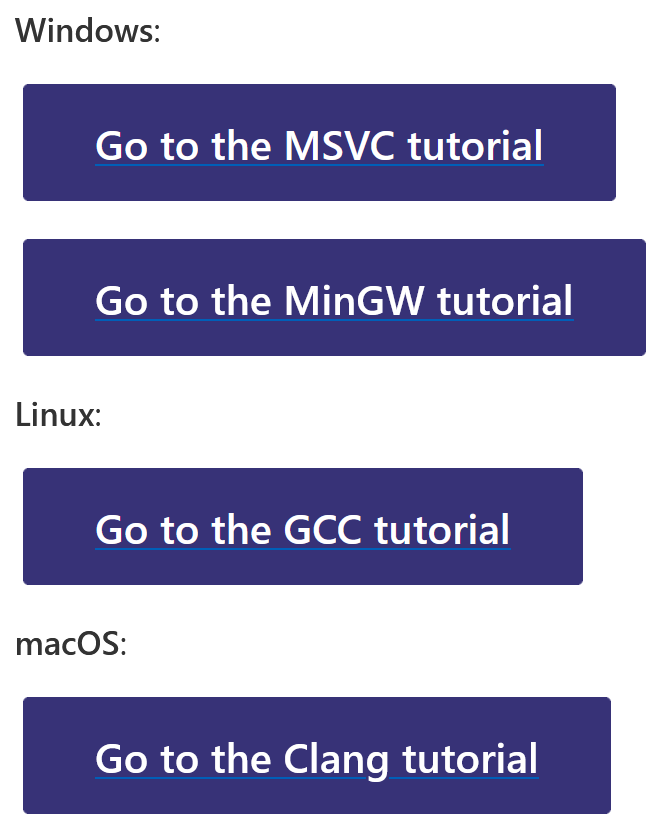 Windows:
Go to the MSVC tutorial
Go to the MinGW tutorial
Linux:
Go to the GCC tutorial
macOS:
Go to the Clang tutorial